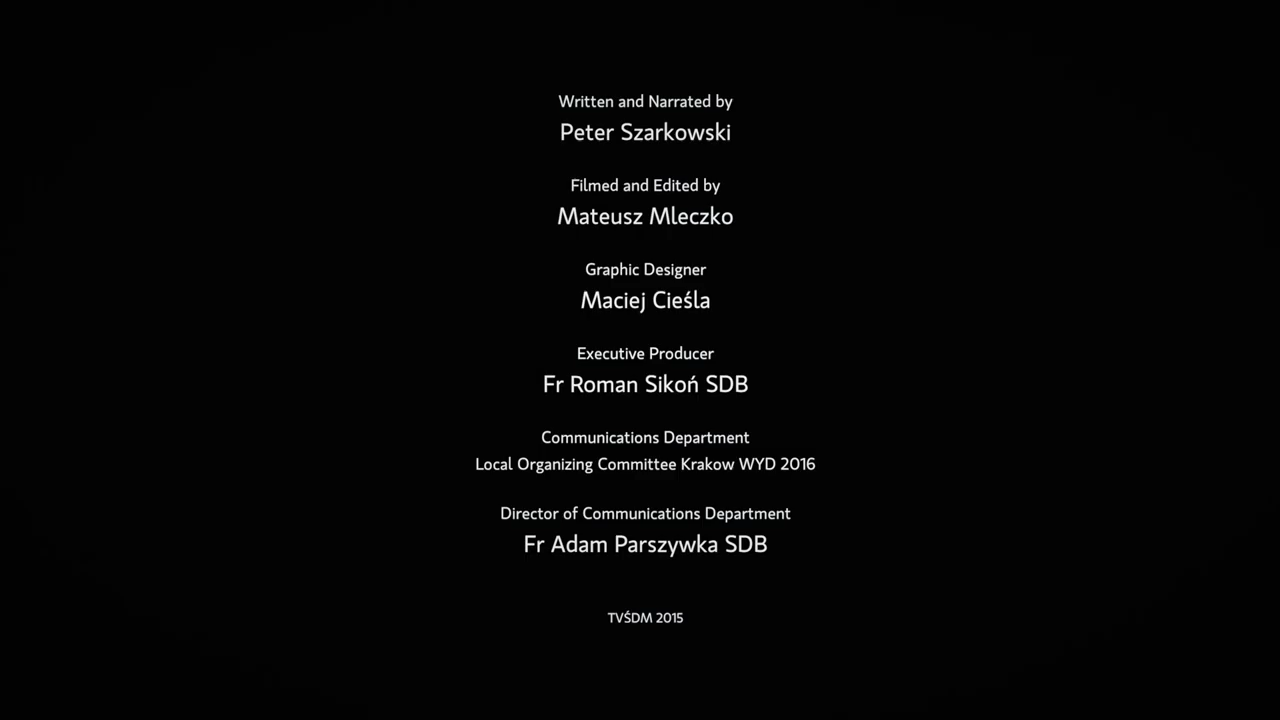 Written and Narrated by
Peter Szarkowski
Filmed and Edited by
Mateusz Mleczko
Graphic Designer
Maciej Cieśla
Executive Producer
Fr Roman Sikoń SDB
Communications Department
Local Organizing Committee Krakow WYD 2016
Director of Communications Department
Fr Adam Parszywka SDB
TVŚDM 2015